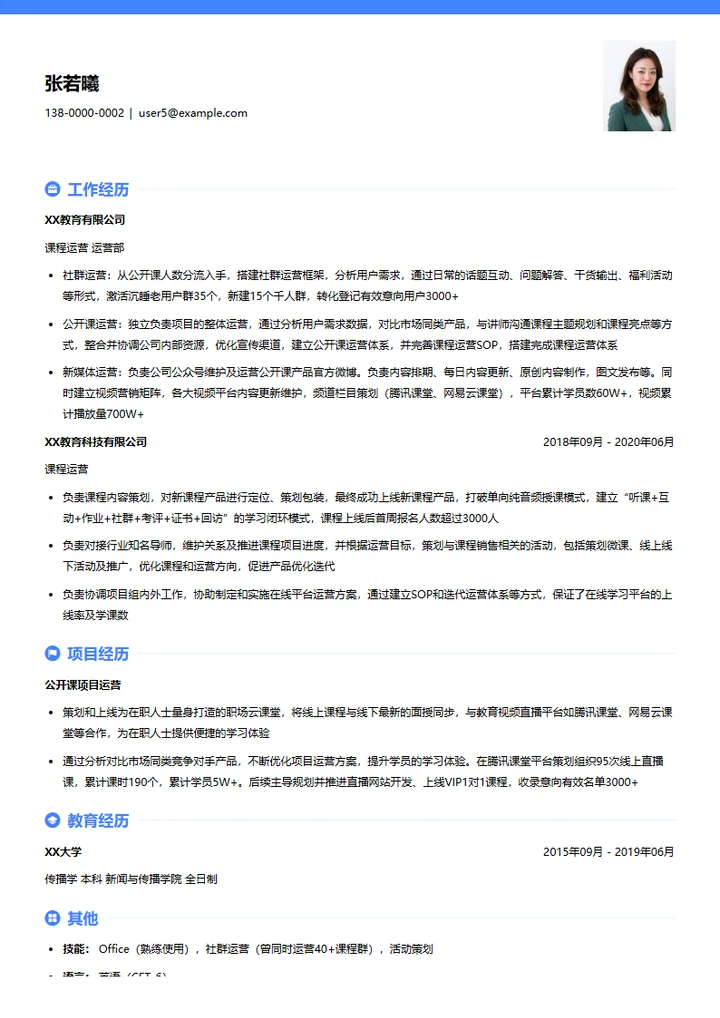 张若曦
138-0000-0002 | user5@example.com
工作经历
XX教育有限公司
课程运营 运营部
• 社群运营：从公开课人数分流入手，搭建社群运营框架，分析用户需求，通过日常的话题互动、问题解答、干货输出、福利活动
等形式，激活沉睡老用户群35个，新建15个千人群，转化登记有效意向用户3000+
• 公开课运营：独立负责项目的整体运营，通过分析用户需求数据，对比市场同类产品，与讲师沟通课程主题规划和课程亮点等方
式，整合并协调公司内部资源，优化宣传渠道，建立公开课运营体系，并完善课程运营SOP，搭建完成课程运营体系
• 新媒体运营：负责公司公众号维护及运营公开课产品官方微博。负责内容排期、每日内容更新、原创内容制作，图文发布等。同
时建立视频营销矩阵，各大视频平台内容更新维护，频道栏目策划（腾讯课堂、网易云课堂），平台累计学员数60W+，视频累
计播放量700W+
XX教育科技有限公司 2018年09月 - 2020年06月
课程运营
• 负责课程内容策划，对新课程产品进行定位、策划包装，最终成功上线新课程产品，打破单向纯音频授课模式，建立“听课+互
动+作业+社群+考评+证书+回访”的学习闭环模式，课程上线后首周报名人数超过3000人
• 负责对接行业知名导师，维护关系及推进课程项目进度，并根据运营目标，策划与课程销售相关的活动，包括策划微课、线上线
下活动及推广，优化课程和运营方向，促进产品优化迭代
• 负责协调项目组内外工作，协助制定和实施在线平台运营方案，通过建立SOP和迭代运营体系等方式，保证了在线学习平台的上
线率及学课数
项目经历
公开课项目运营
• 策划和上线为在职人士量身打造的职场云课堂，将线上课程与线下最新的面授同步，与教育视频直播平台如腾讯课堂、网易云课
堂等合作，为在职人士提供便捷的学习体验
• 通过分析对比市场同类竞争对手产品，不断优化项目运营方案，提升学员的学习体验。在腾讯课堂平台策划组织95次线上直播
课，累计课时190个，累计学员5W+。后续主导规划并推进直播网站开发、上线VIP1对1课程，收录意向有效名单3000+
教育经历
XX大学 2015年09月 - 2019年06月
传播学 本科 新闻与传播学院 全日制
其他
• 技能： Office（熟练使用），社群运营（曾同时运营40+课程群），活动策划
• 语言： 英语（CET-6）